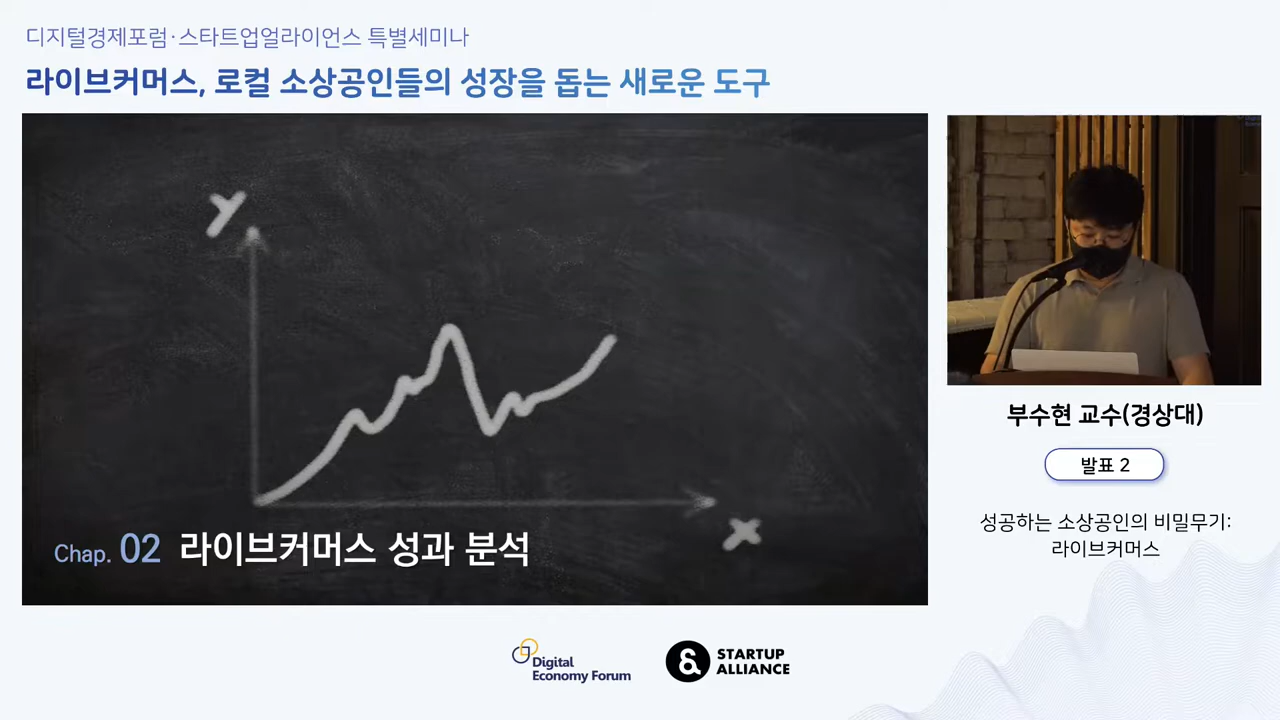 디지털경제포럼·스타트업얼라이언스 특별세미나
라이브커머스, 로컬 소상공인들의 성장을 돕는 새로운 도구
Y
X
Chap. 02 라이브커머스 성과 분석
부수현 교수(경상대)
발표 2
성공하는 소상공인의 비밀무기:
라이브커머스
Digital
Economy Forum
&
STARTUP
ALLIANCE